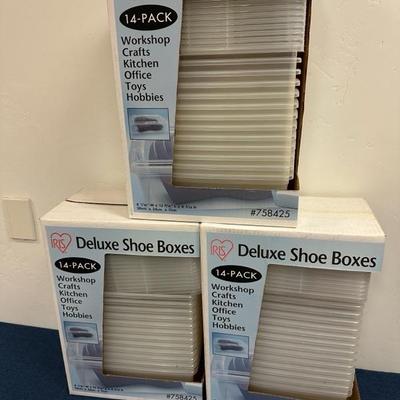 14-PACK
Workshop
Crafts
Kitchen
Office
Toys
Hobbies
#758425
IRIS
Deluxe Shoe Boxes
14-PACK
Workshop
Crafts
Kitchen
Office
Toys
Hobbies
#758425
IRIS
Deluxe Shoe Boxes
14-PACK
Workshop
Crafts
Kitchen
Office
Toys
Hobbies